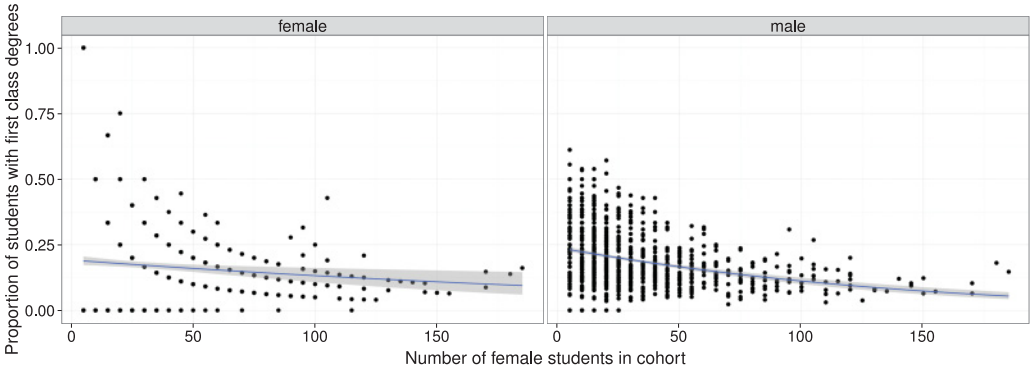 female
male
Proportion of students with first class degrees
1.00
0.75
0.50
0.25
0.00
0 50 100 150
0 50 100 150
Number of female students in cohort